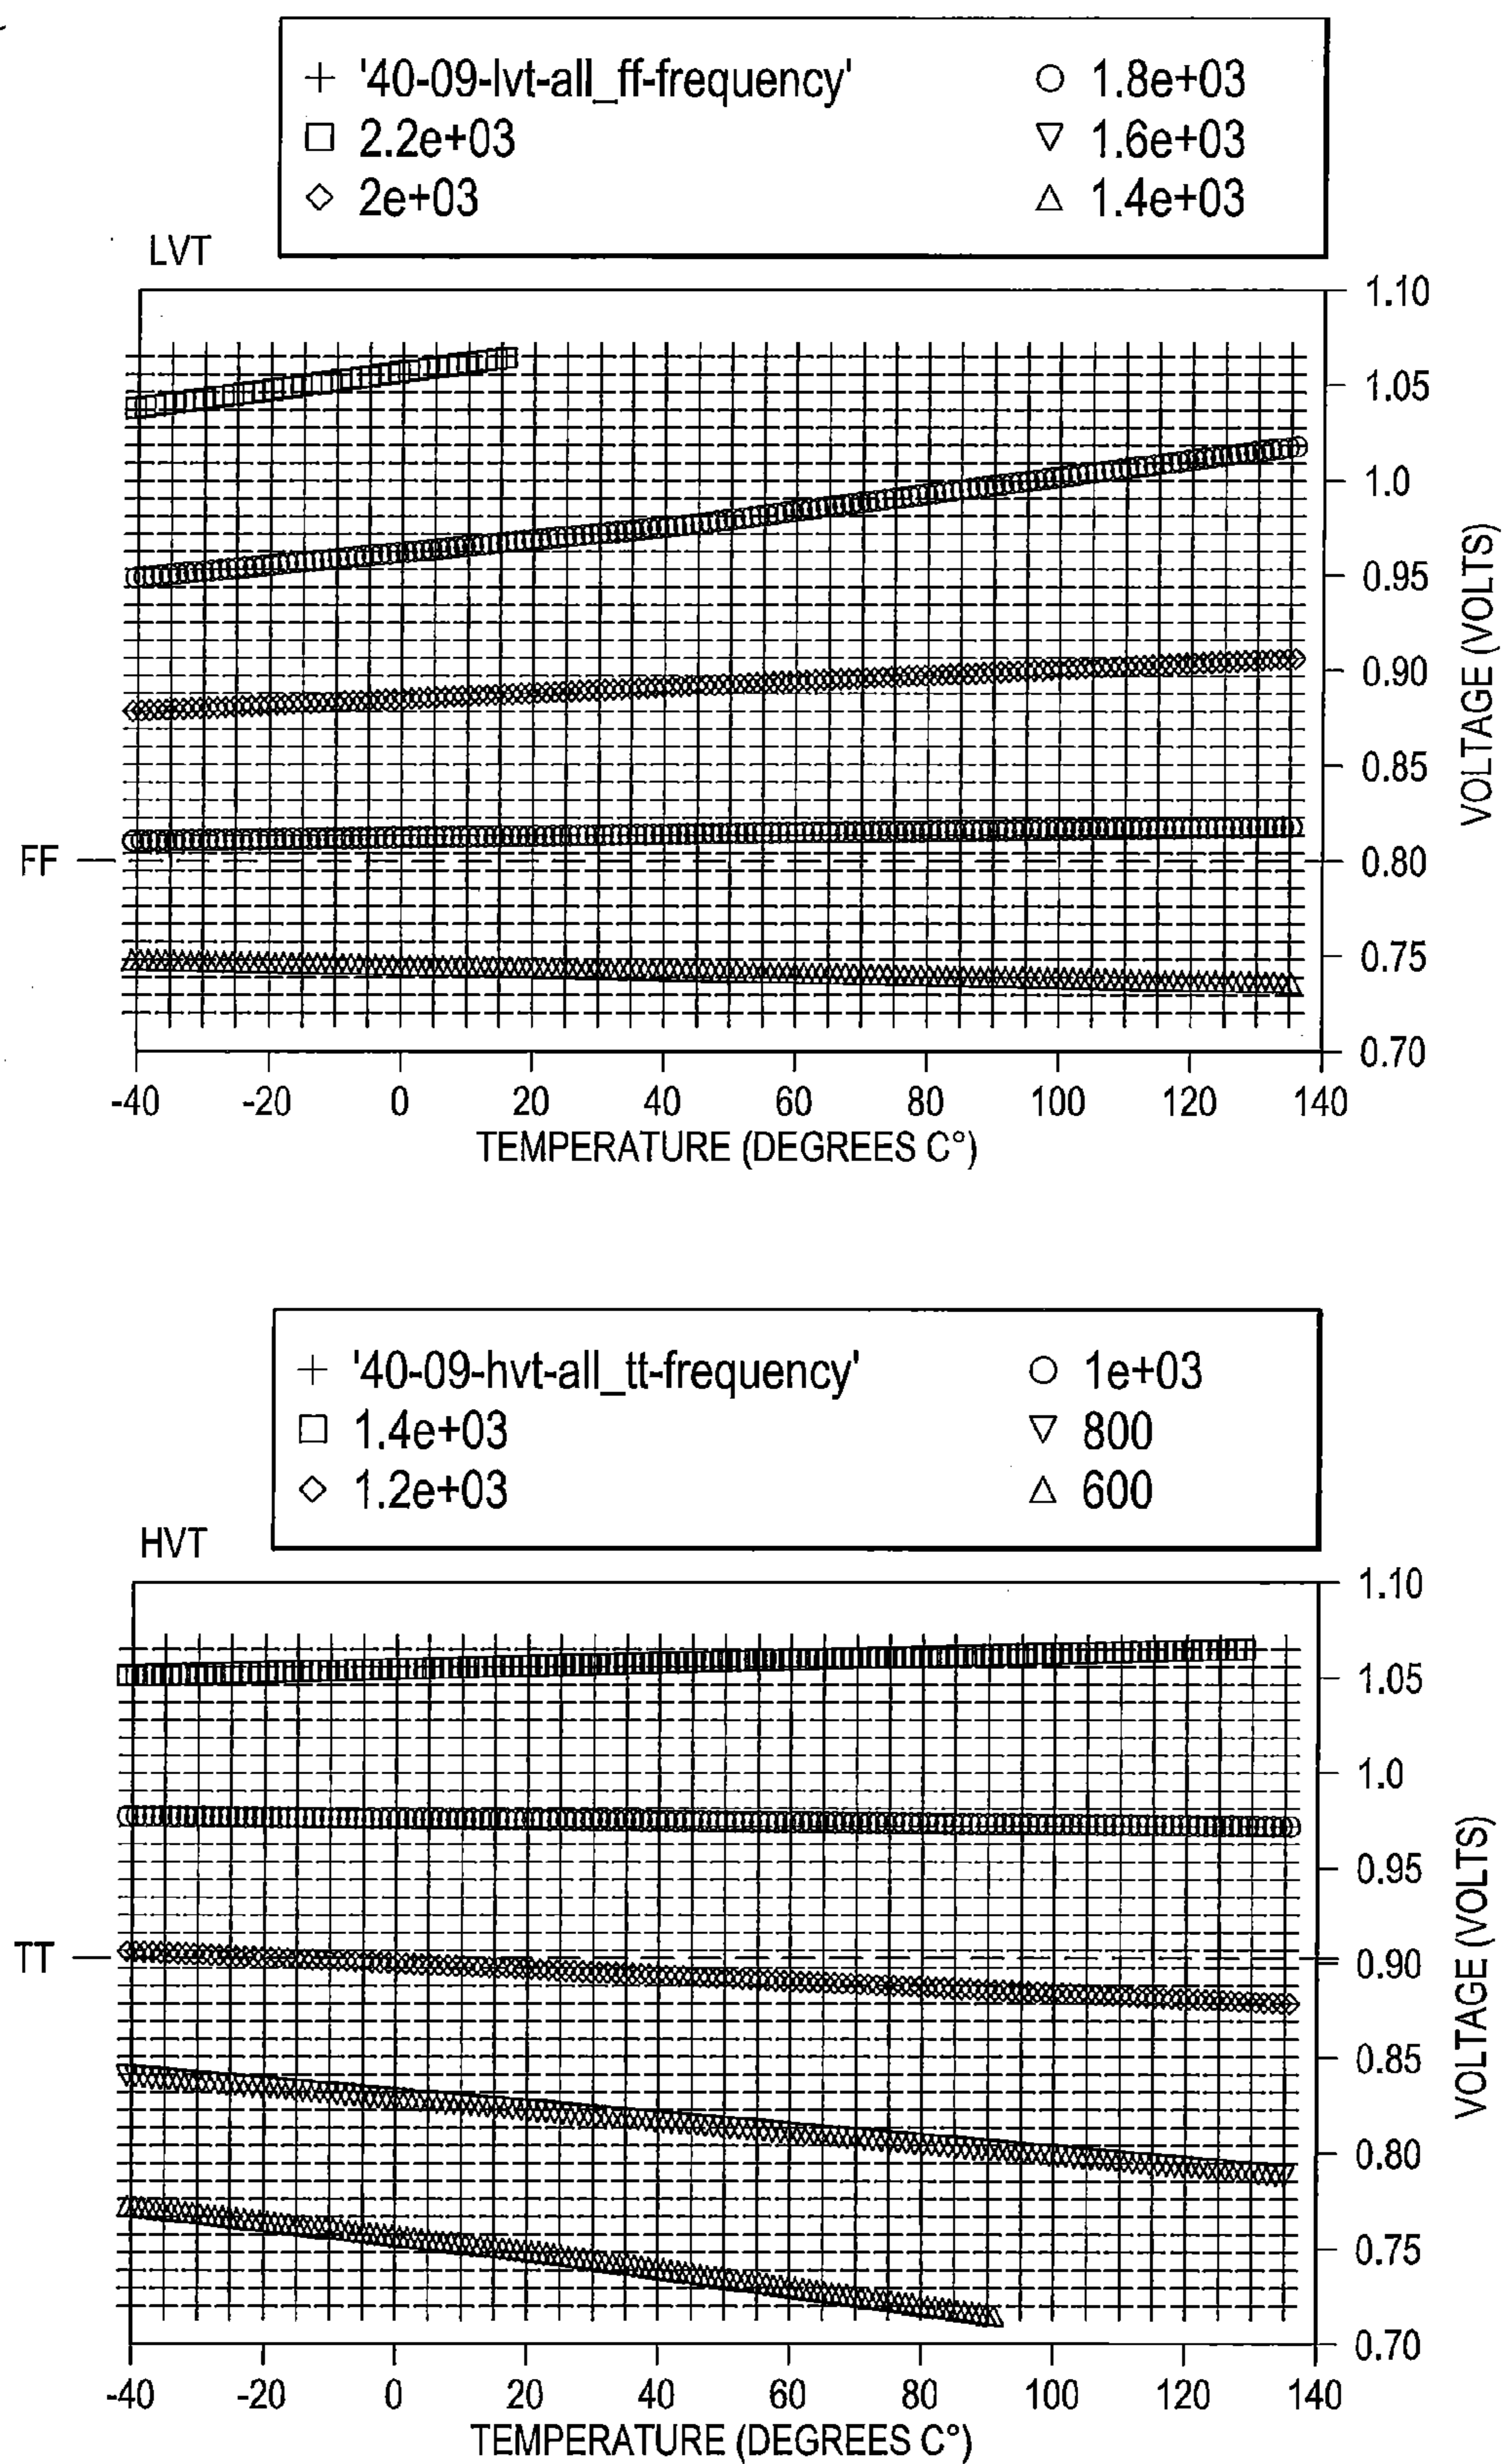 + '40-09-lvt-all_ff-frequency' ○ 1.8e+03
□ 2.2e+03 ▽ 1.6e+03
◇ 2e+03 △ 1.4e+03
LVT
1.10
1.05
1.0
0.95
0.90
0.85
FF
0.80
0.75
0.70
VOLTAGE (VOLTS)
-40 -20 0 20 40 60 80 100 120 140
TEMPERATURE (DEGREES C°)
+ '40-09-hvt-all_tt-frequency' ○ 1e+03
□ 1.4e+03 ▽ 800
◇ 1.2e+03 △ 600
HVT
1.10
1.05
1.0
0.95
TT
0.90
0.85
0.80
0.75
0.70
VOLTAGE (VOLTS)
-40 -20 0 20 40 60 80 100 120 140
TEMPERATURE (DEGREES C°)